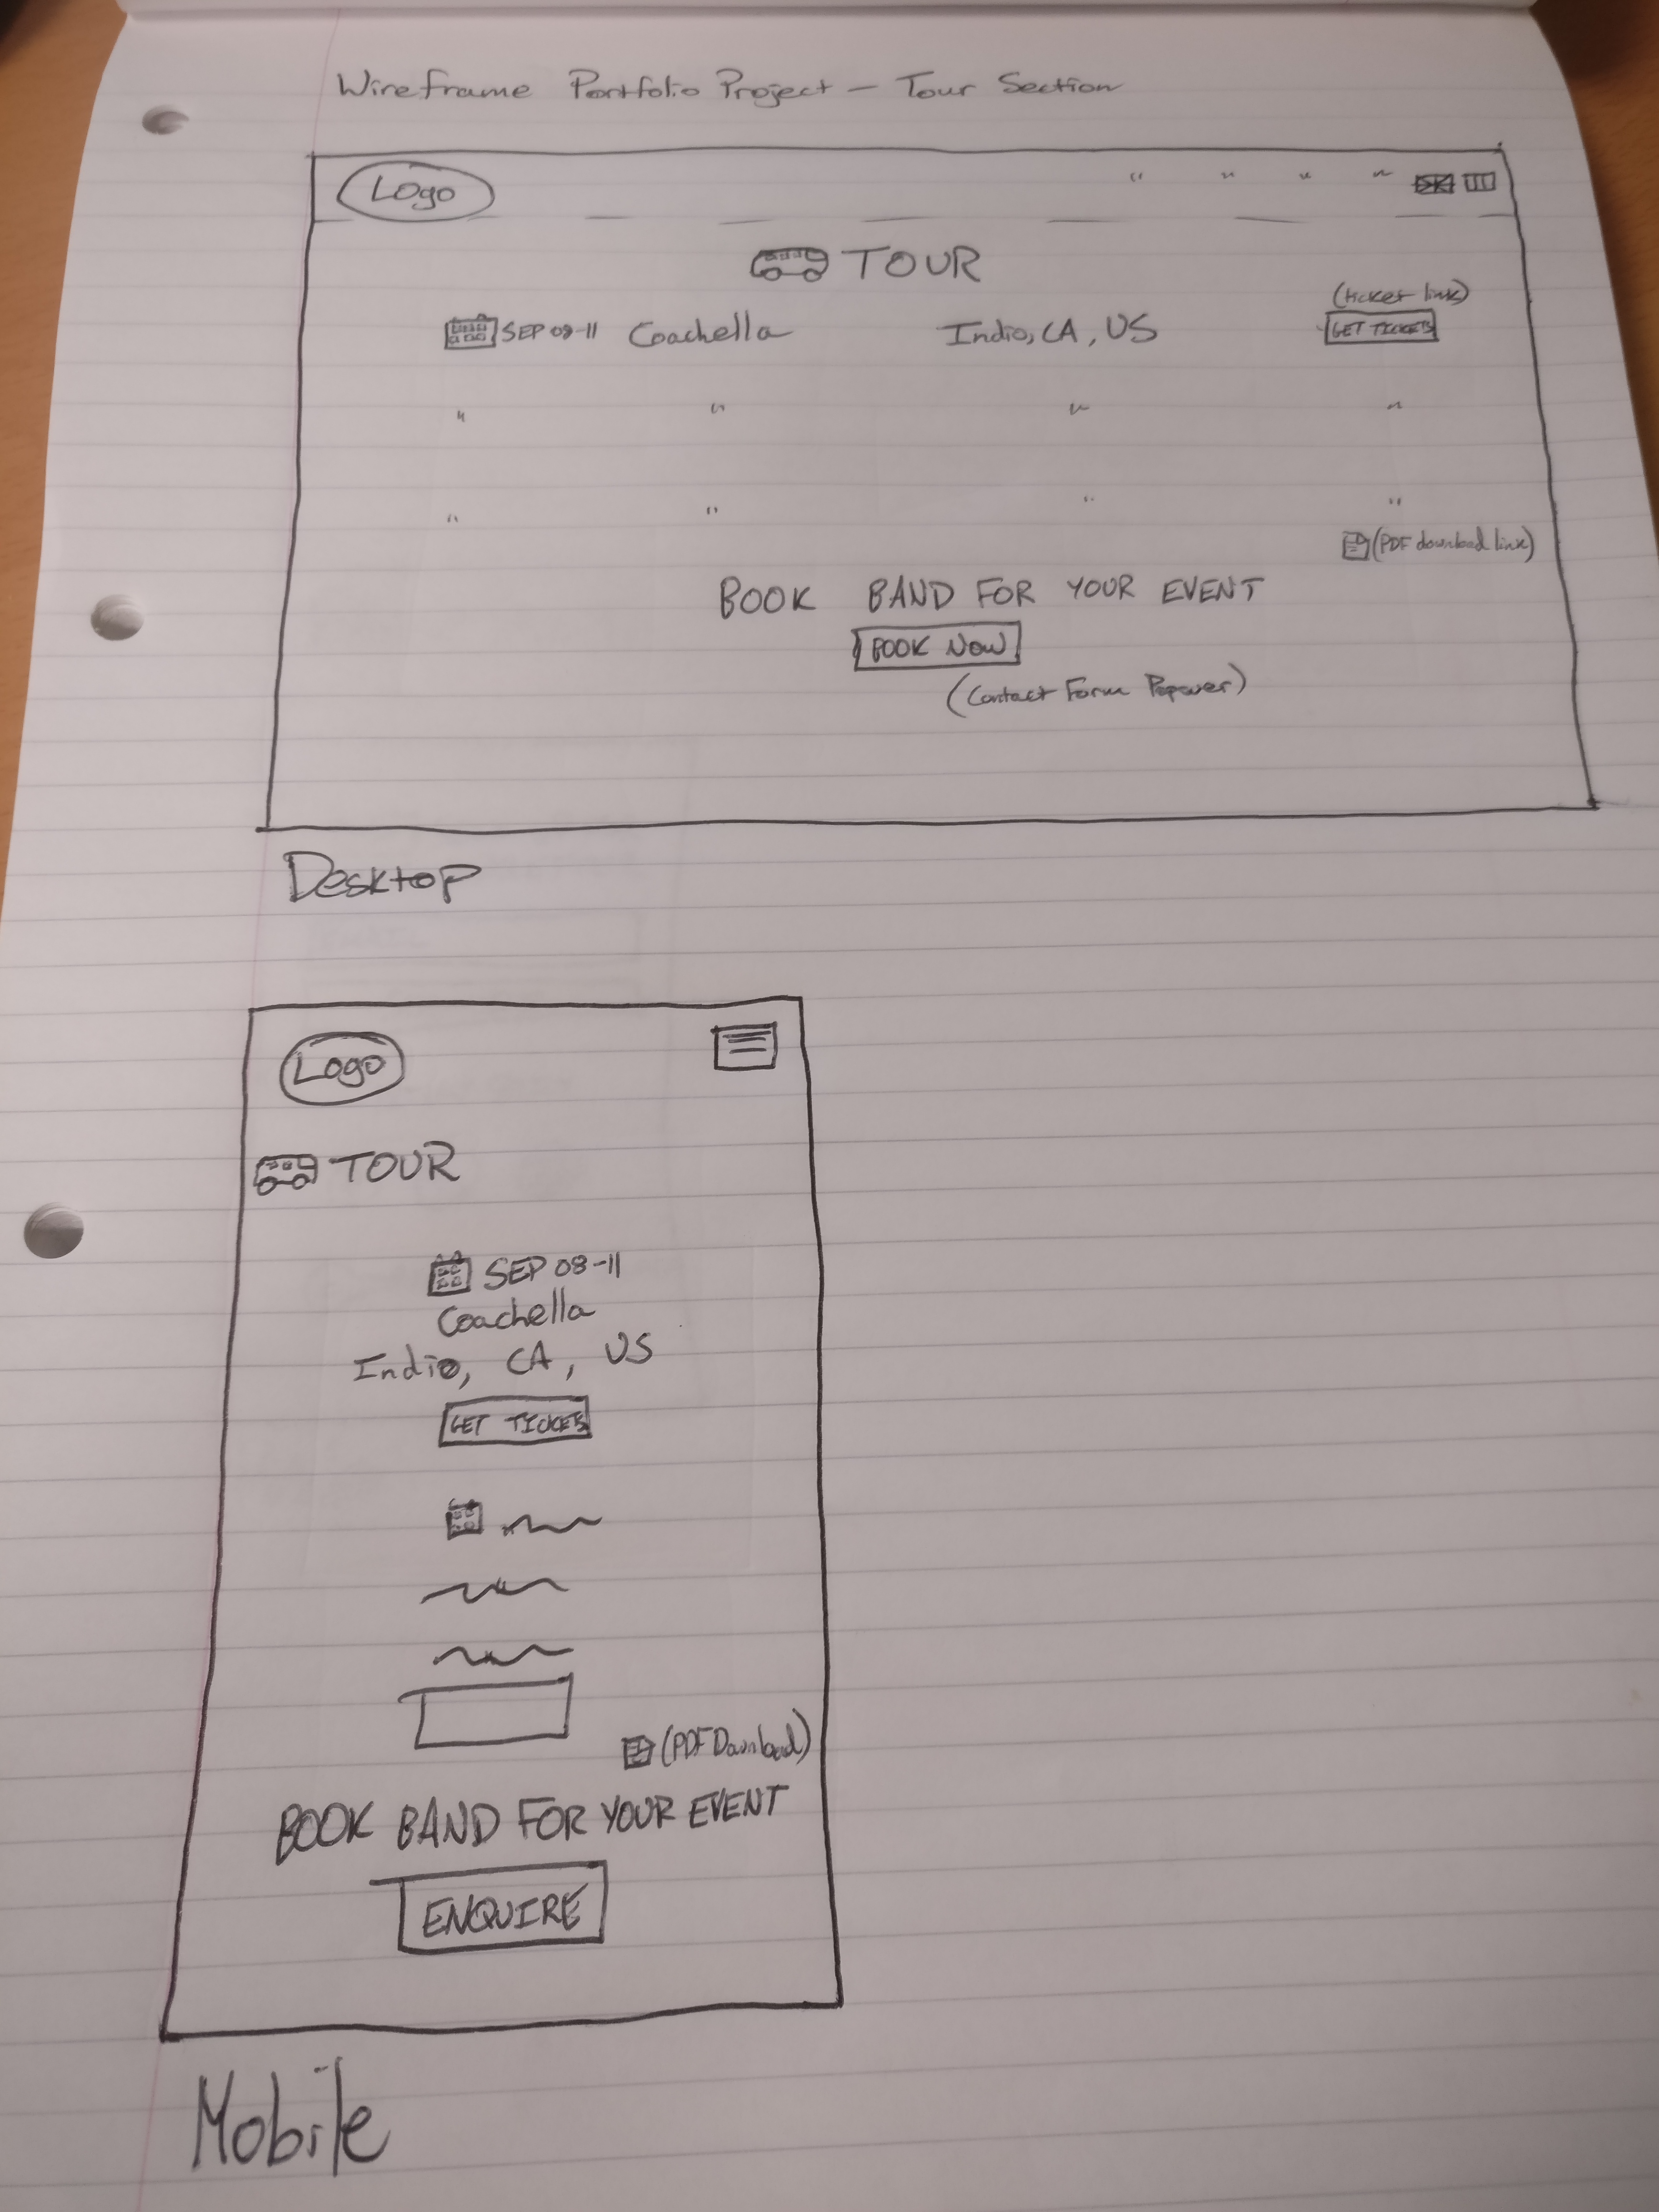 Wireframe Portfolio Project - Tour Section
Logo " " " "
TOUR
(ticket link)
SEP 08-11 Coachella Indio, CA, US GET TICKETS
" " " "
" " " "
(PDF download link)
BOOK BAND FOR YOUR EVENT
BOOK NOW
(Contact Form Popover)
Desktop
Logo
TOUR
SEP 08-11
Coachella
Indio, CA, US
GET TICKETS
(PDF Download)
BOOK BAND FOR YOUR EVENT
ENQUIRE
Mobile